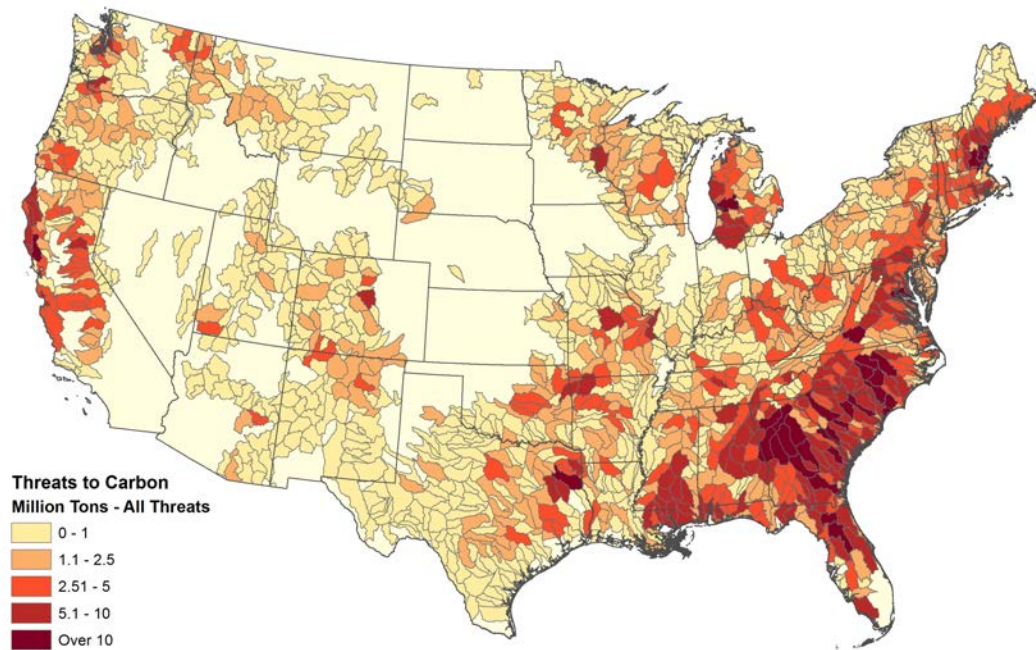 Threats to Carbon
Million Tons - All Threats
0 - 1
1.1 - 2.5
2.51 - 5
5.1 - 10
Over 10